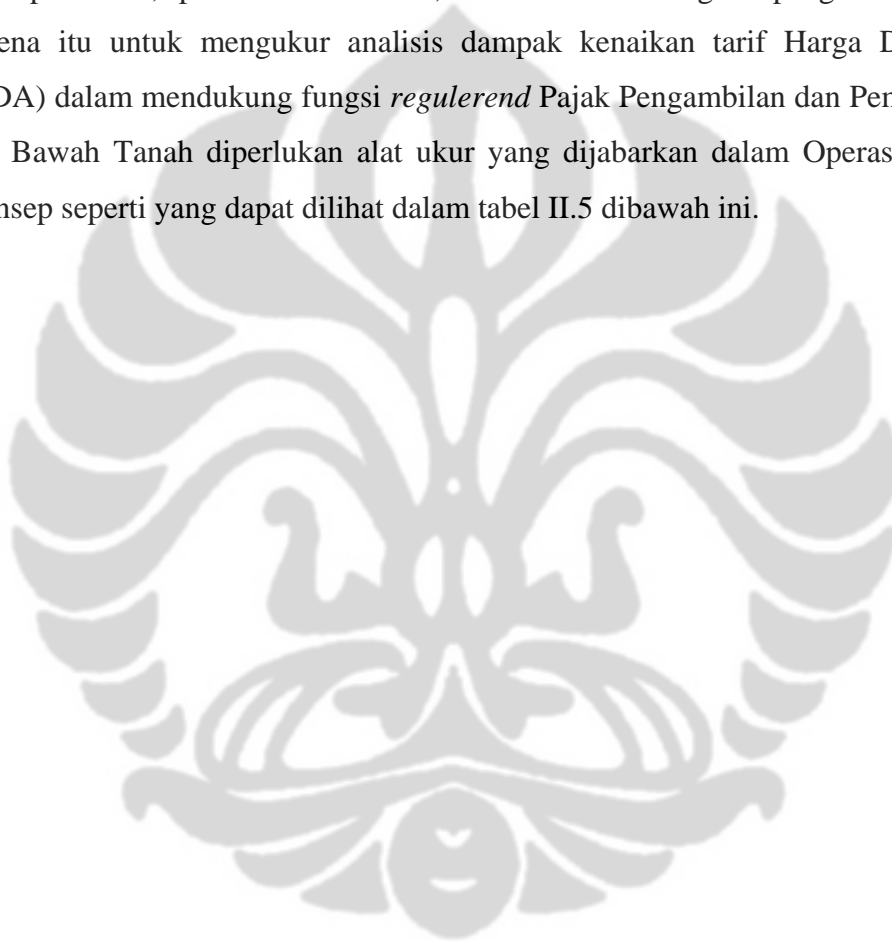 ena itu untuk mengukur analisis dampak kenaikan tarif Harga D
DA) dalam mendukung fungsi regulerend Pajak Pengambilan dan Pen
Bawah Tanah diperlukan alat ukur yang dijabarkan dalam Operas
nsep seperti yang dapat dilihat dalam tabel II.5 dibawah ini.